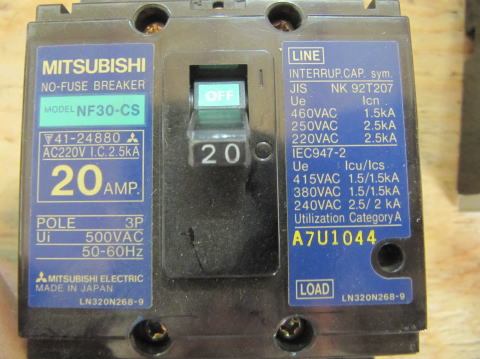 MITSUBISHI
NO-FUSE BREAKER
MODEL NF30-CS
41-24880
AC220V I.C. 2.5kA
20 AMP.
POLE 3P
Ui 500VAC
50-60Hz
MITSUBISHI ELECTRIC
MADE IN JAPAN
LN320N268-9
OFF
20
LINE
INTERRUP. CAP. sym.
JIS NK 92T207
Ue Icn
460VAC 1.5kA
250VAC 2.5kA
220VAC 2.5kA
IEC947-2
Ue Icu/Ics
415VAC 1.5/1.5kA
380VAC 1.5/1.5kA
240VAC 2.5/2 kA
Utilization Category A
A7U1044
LOAD
LN320N268-9